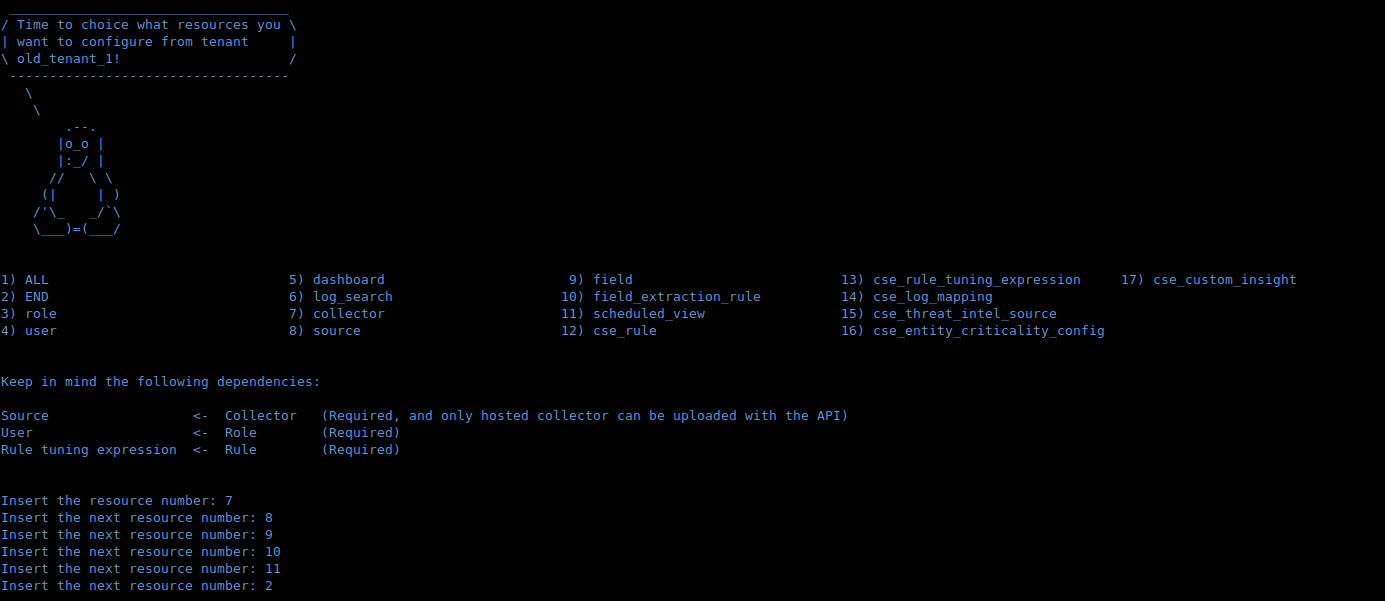 ___________________________________
/ Time to choice what resources you \
| want to configure from tenant     |
\ old_tenant_1!                     /
 -----------------------------------
   \
    \
        .--.
       |o_o |
       |:_/ |
      //   \ \
     (|     | )
    /'\_   _/`\
    \___)=(___/
1) ALL                              5) dashboard                       9) field                          13) cse_rule_tuning_expression     17) cse_custom_insight
2) END                              6) log_search                     10) field_extraction_rule          14) cse_log_mapping
3) role                             7) collector                      11) scheduled_view                 15) cse_threat_intel_source
4) user                             8) source                         12) cse_rule                       16) cse_entity_criticality_config
Keep in mind the following dependencies:
Source                  <-  Collector   (Required, and only hosted collector can be uploaded with the API)
User                    <-  Role        (Required)
Rule tuning expression  <-  Rule        (Required)
Insert the resource number: 7
Insert the next resource number: 8
Insert the next resource number: 9
Insert the next resource number: 10
Insert the next resource number: 11
Insert the next resource number: 2